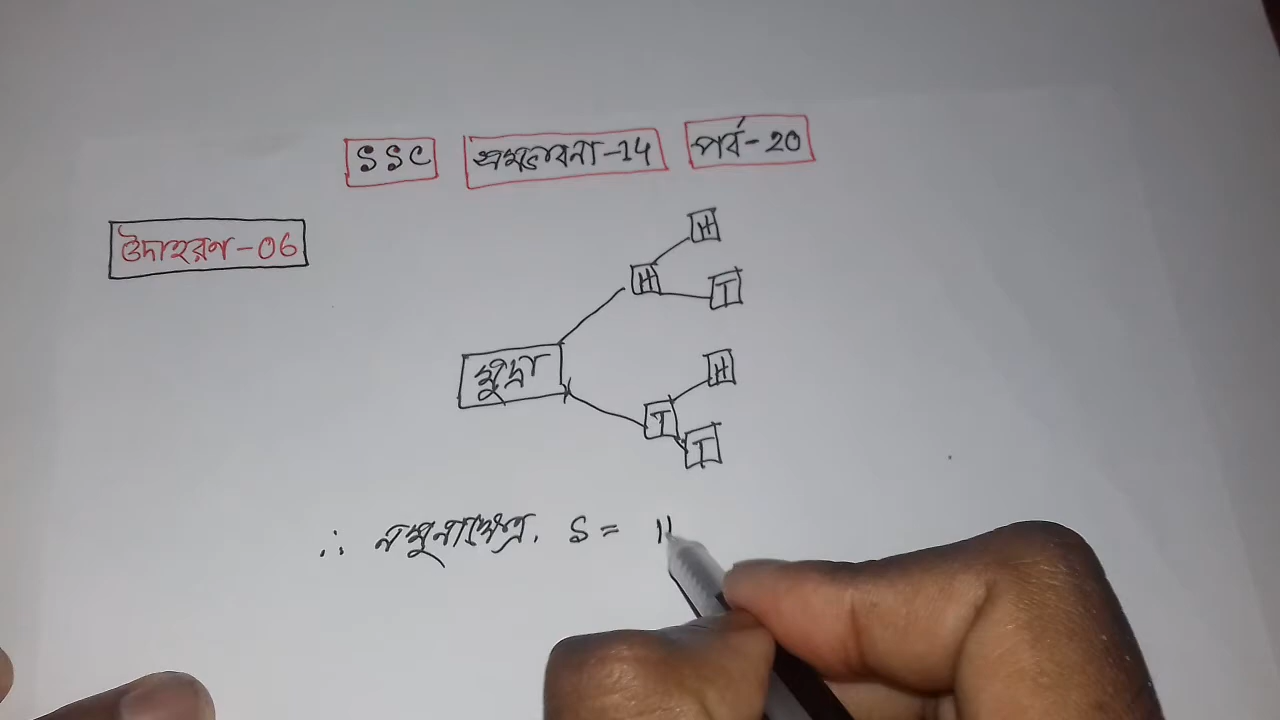 SSC সম্ভাবনা-14 পর্ব-20
উদাহরণ-06
H
H
T
মুদ্রা
H
T
T
∴ নমুনাক্ষেত্র, S = H